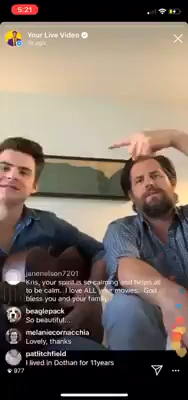 5:21
Your Live Video
1h ago
janenelson7201
Kris, your spirit is so calming and helps all
to be calm.. I love ALL your movies. God
bless you and your family.
beaglepack
So beautiful...
melaniecornacchia
Lovely, thanks
patlitchfield
I lived in Dothan for 11years
977